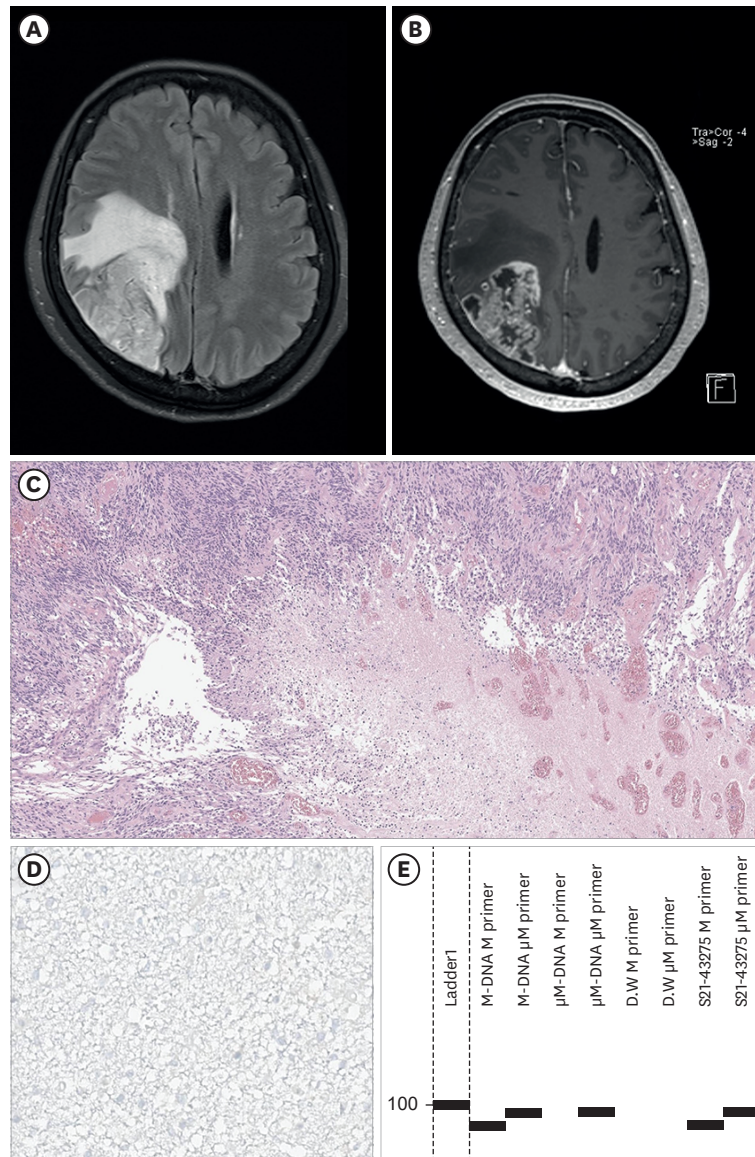 A
B
Tra>Cor -4
>Sag -2
F
C
D
E
Ladder1
M-DNA M primer
M-DNA µM primer
µM-DNA M primer
µM-DNA µM primer
D.W M primer
D.W µM primer
S21-43275 M primer
S21-43275 µM primer
100